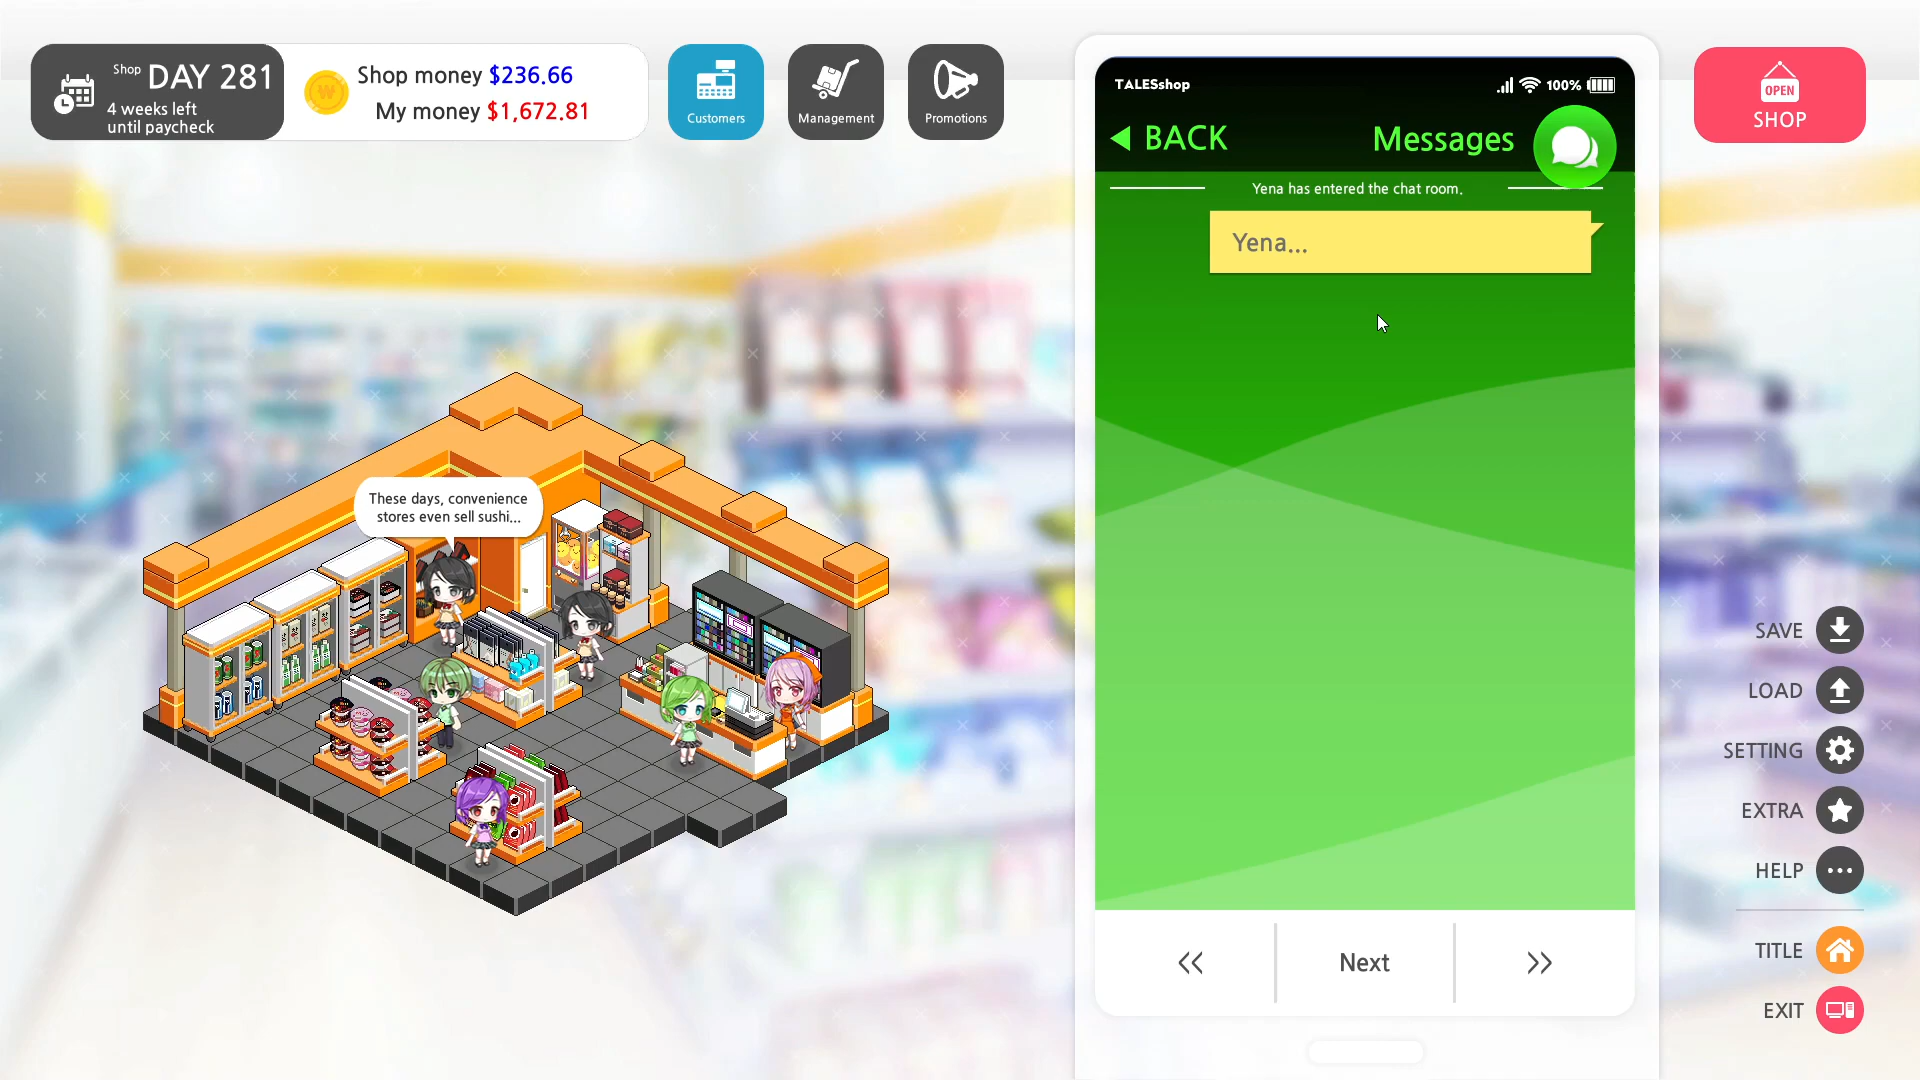 Shop DAY 281
4 weeks left
until paycheck
Shop money $236.66
My money $1,672.81
Customers
Management
Promotions
TALESshop
100%
BACK
Messages
Yena has entered the chat room.
Yena...
OPEN
SHOP
These days, convenience
stores even sell sushi...
SAVE
LOAD
SETTING
EXTRA
HELP
TITLE
EXIT
<<
Next
>>